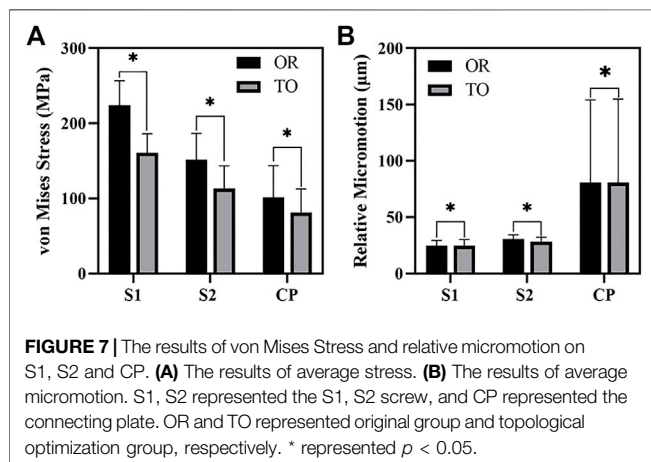 A
B
300
200
100
0
von Mises Stress (MPa)
OR
TO
*
*
*
S1
S2
CP
200
150
100
50
0
Relative Micromotion (μm)
OR
TO
*
*
*
S1
S2
CP
FIGURE 7 | The results of von Mises Stress and relative micromotion on
S1, S2 and CP. (A) The results of average stress. (B) The results of average
micromotion. S1, S2 represented the S1, S2 screw, and CP represented the
connecting plate. OR and TO represented original group and topological
optimization group, respectively. * represented p < 0.05.